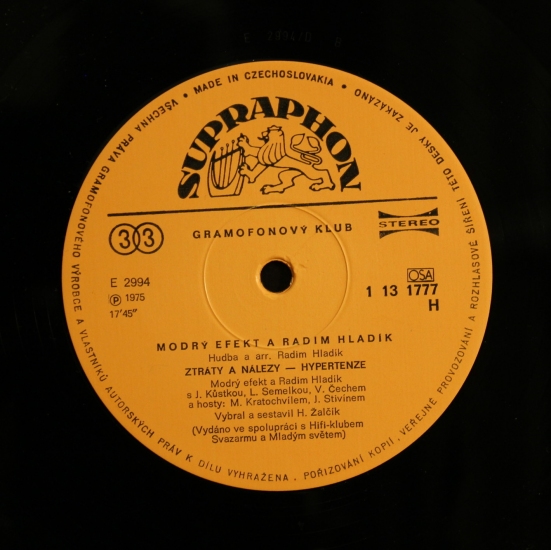 VŠECHNA PRÁVA GRAMOFONOVÉHO VÝROBCE A VLASTNÍKŮ AUTORSKÝCH PRÁV K DÍLU VYHRAŽENA. POŘIZOVÁNÍ KOPIÍ, VEŘEJNÉ PROVOZOVÁNÍ A ROZHLASOVÉ ŠÍŘENÍ TÉTO DESKY JE ZAKÁZÁNO • MADE IN CZECHOSLOVAKIA •
SUPRAPHON
33 GRAMOFONOVÝ KLUB STEREO
E 2994
℗ 1975
17'45"
OSA
1 13 1777
H
MODRÝ EFEKT A RADIM HLADÍK
Hudba a arr. Radim Hladík
ZTRÁTY A NÁLEZY — HYPERTENZE
Modrý efekt a Radim Hladík
s J. Kůstkou, L. Semelkou, V. Čechem
a hosty: M. Kratochvílem, J. Stivínem
Vybral a sestavil H. Žalčík
(Vydáno ve spolupráci s Hifi-klubem
Svazarmu a Mladým světem)